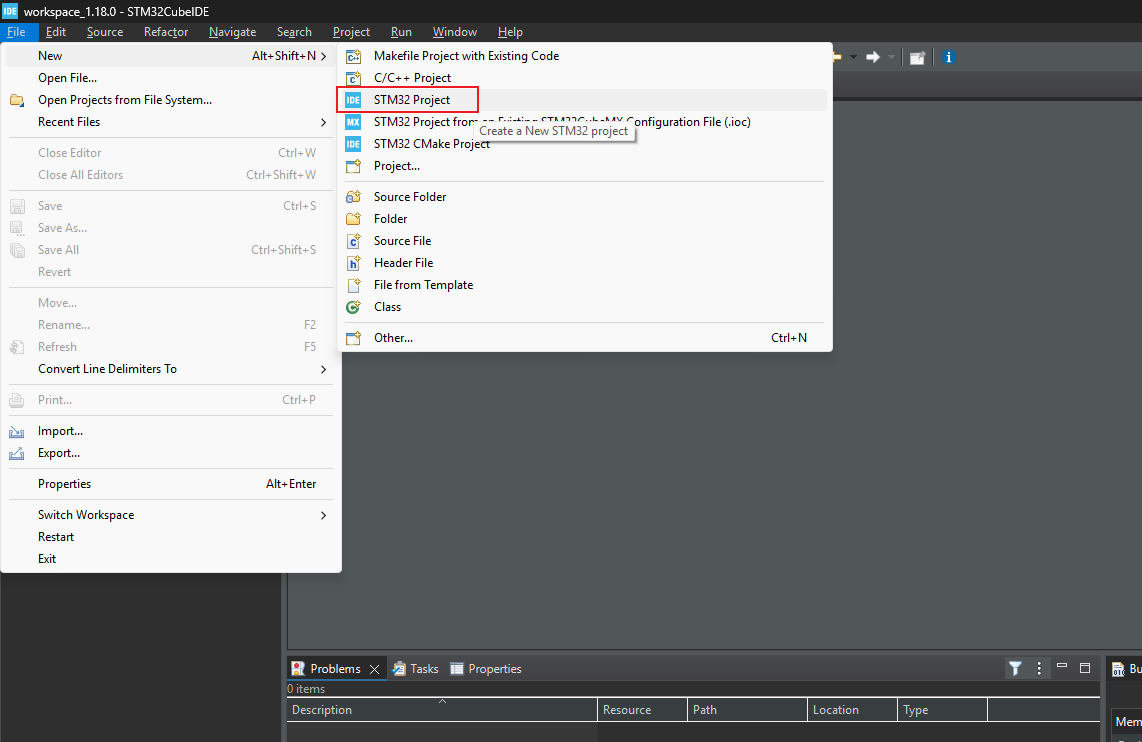 IDE workspace_1.18.0 - STM32CubeIDE
File Edit Source Refactor Navigate Search Project Run Window Help
New Alt+Shift+N
Open File...
Open Projects from File System...
Recent Files
Close Editor Ctrl+W
Close All Editors Ctrl+Shift+W
Save Ctrl+S
Save As...
Save All Ctrl+Shift+S
Revert
Move...
Rename... F2
Refresh F5
Convert Line Delimiters To
Print... Ctrl+P
Import...
Export...
Properties Alt+Enter
Switch Workspace
Restart
Exit
Makefile Project with Existing Code
C/C++ Project
IDE STM32 Project
MX STM32 Project from an Existing STM32CubeMX Configuration File (.ioc)
Create a New STM32 project
IDE STM32 CMake Project
Project...
Source Folder
Folder
Source File
Header File
File from Template
Class
Other... Ctrl+N
Problems Tasks Properties
0 items
Description Resource Path Location Type
Bu
Mem